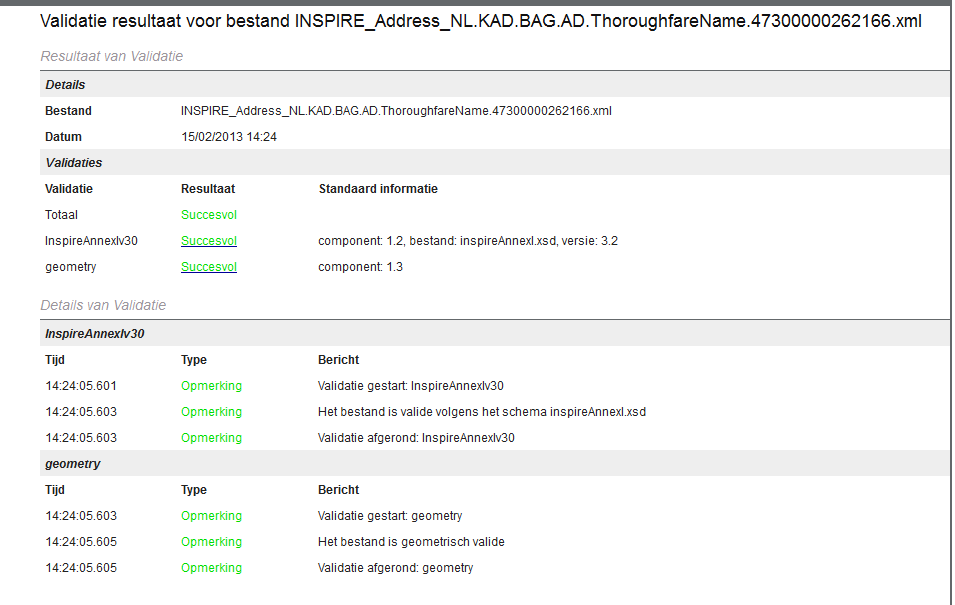 Validatie resultaat voor bestand INSPIRE_Address_NL.KAD.BAG.AD.ThoroughfareName.47300000262166.xml
Resultaat van Validatie
Details
Bestand INSPIRE_Address_NL.KAD.BAG.AD.ThoroughfareName.47300000262166.xml
Datum 15/02/2013 14:24
Validaties
Validatie Resultaat Standaard informatie
Totaal Succesvol
InspireAnnexIv30 Succesvol component: 1.2, bestand: inspireAnnexI.xsd, versie: 3.2
geometry Succesvol component: 1.3
Details van Validatie
InspireAnnexIv30
Tijd Type Bericht
14:24:05.601 Opmerking Validatie gestart: InspireAnnexIv30
14:24:05.603 Opmerking Het bestand is valide volgens het schema inspireAnnexI.xsd
14:24:05.603 Opmerking Validatie afgerond: InspireAnnexIv30
geometry
Tijd Type Bericht
14:24:05.603 Opmerking Validatie gestart: geometry
14:24:05.605 Opmerking Het bestand is geometrisch valide
14:24:05.605 Opmerking Validatie afgerond: geometry